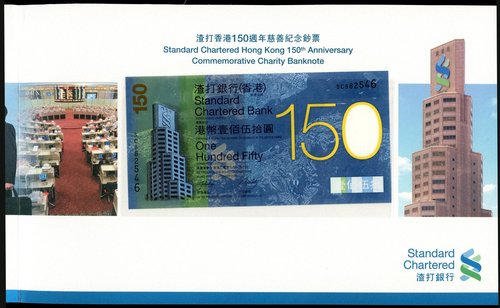 渣打香港150週年慈善紀念鈔票
Standard Chartered Hong Kong 150th Anniversary
Commemorative Charity Banknote
150
渣打銀行(香港)
Standard
Chartered Bank
港幣壹佰伍拾圓
One
Hundred Fifty
SC682546
150
Standard
Chartered
渣打銀行